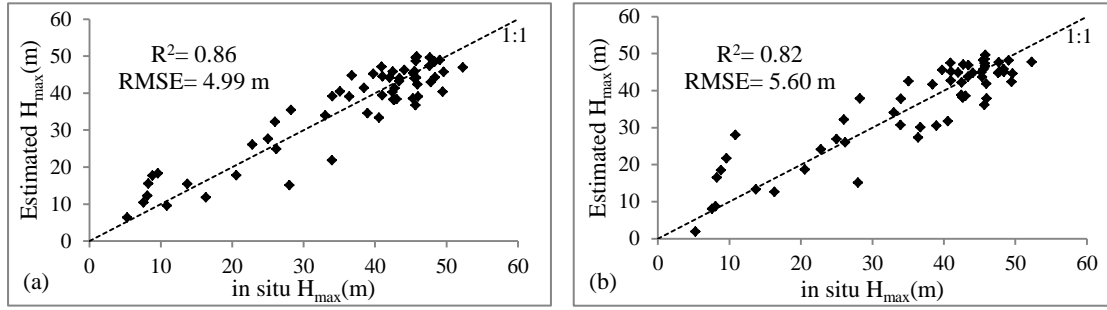 60
50
40
30
20
10
0
Estimated Hmax(m)
R²= 0.86
RMSE= 4.99 m
1:1
0 10 20 30 40 50 60
(a)
in situ Hmax(m)
60
50
40
30
20
10
0
Estimated Hmax(m)
R²= 0.82
RMSE= 5.60 m
1:1
0 10 20 30 40 50 60
(b)
in situ Hmax(m)